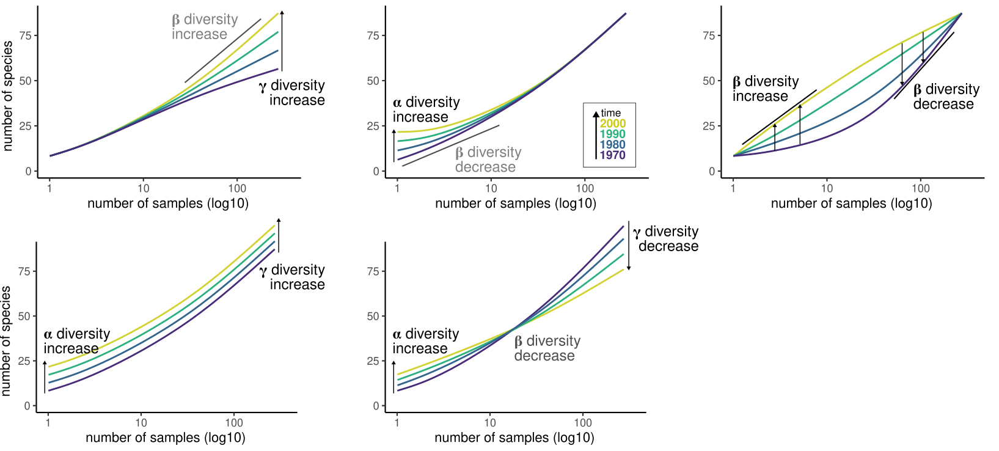 β diversity
increase
γ diversity
increase
number of species
75
50
25
0
1
10
100
number of samples (log10)
α diversity
increase
β diversity
decrease
time
2000
1990
1980
1970
75
50
25
0
1
10
100
number of samples (log10)
β diversity
increase
β diversity
decrease
75
50
25
0
1
10
100
number of samples (log10)
α diversity
increase
γ diversity
increase
number of species
75
50
25
0
1
10
100
number of samples (log10)
γ diversity
decrease
α diversity
increase
β diversity
decrease
75
50
25
0
1
10
100
number of samples (log10)